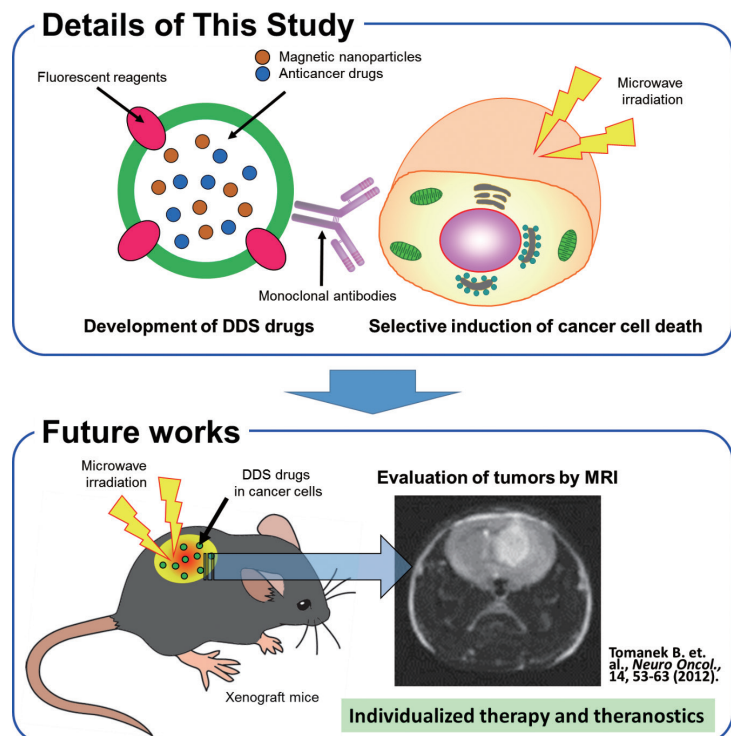 Details of This Study
Magnetic nanoparticles
Anticancer drugs
Fluorescent reagents
Microwave
irradiation
Monoclonal antibodies
Development of DDS drugs
Selective induction of cancer cell death
Future works
Microwave
irradiation
DDS drugs
in cancer cells
Evaluation of tumors by MRI
Tomanek B. et.
al., Neuro Oncol.,
14, 53-63 (2012).
Xenograft mice
Individualized therapy and theranostics